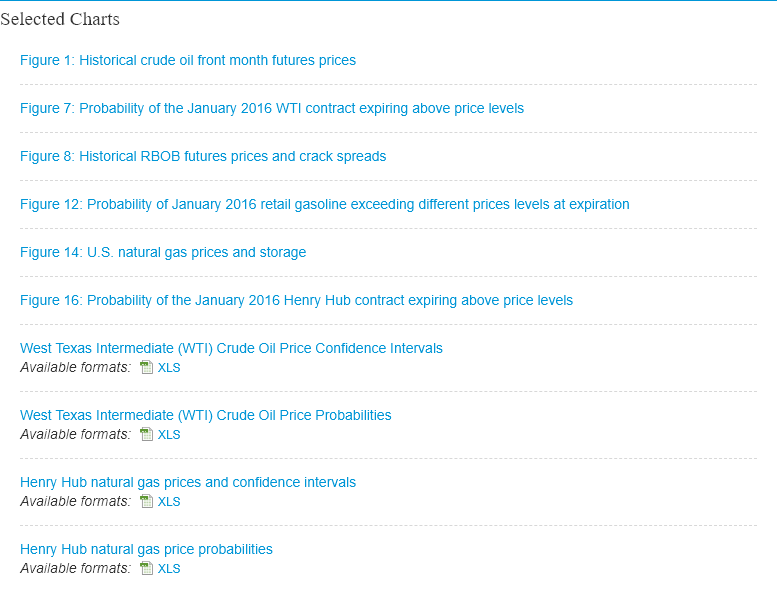 Selected Charts
Figure 1: Historical crude oil front month futures prices
Figure 7: Probability of the January 2016 WTI contract expiring above price levels
Figure 8: Historical RBOB futures prices and crack spreads
Figure 12: Probability of January 2016 retail gasoline exceeding different prices levels at expiration
Figure 14: U.S. natural gas prices and storage
Figure 16: Probability of the January 2016 Henry Hub contract expiring above price levels
West Texas Intermediate (WTI) Crude Oil Price Confidence Intervals
Available formats: XLS
West Texas Intermediate (WTI) Crude Oil Price Probabilities
Available formats: XLS
Henry Hub natural gas prices and confidence intervals
Available formats: XLS
Henry Hub natural gas price probabilities
Available formats: XLS